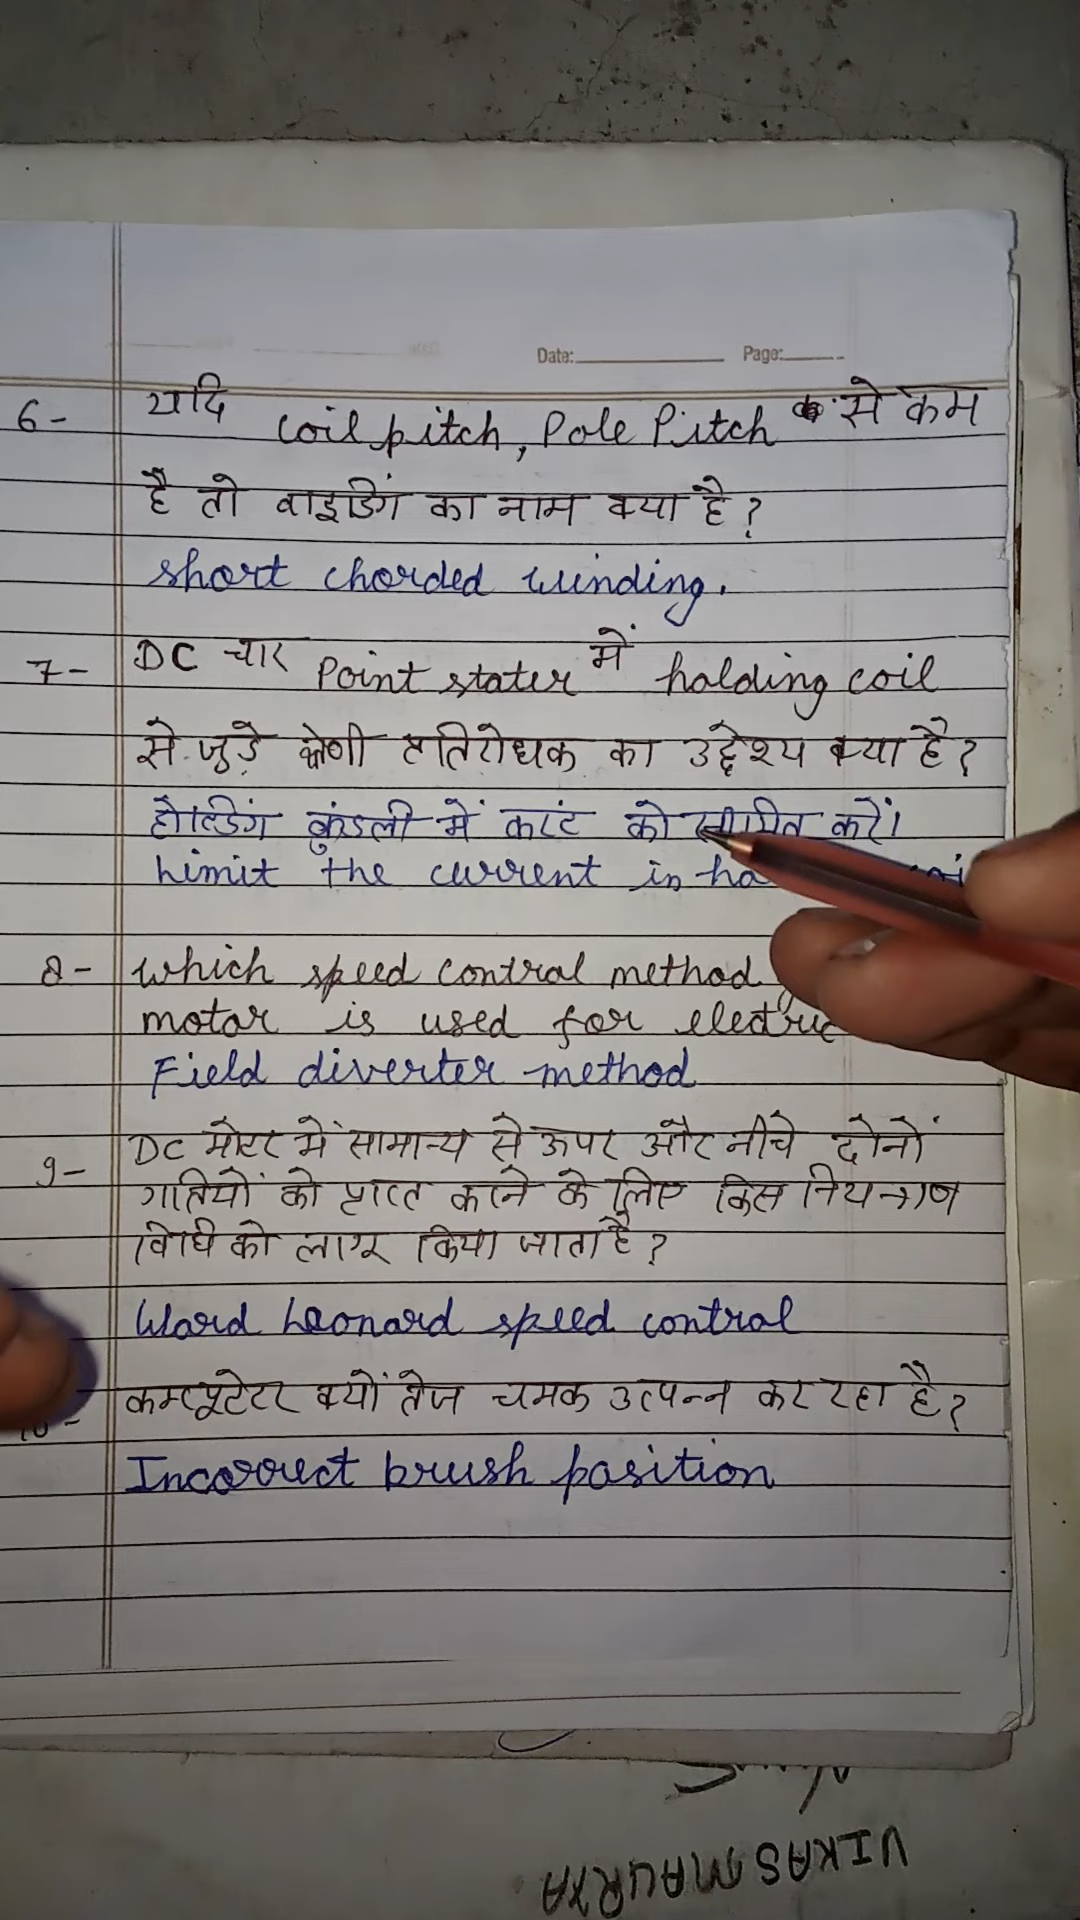 Date: Page:
6- यदि coil pitch, Pole Pitch से कम
है तो वाइडिंग का नाम क्या है?
short chorded winding.
7- DC चार Point stater में holding coil
से जुड़े श्रेणी प्रतिरोधक का उद्देश्य क्या है?
होल्डिंग कुंडली में करंट को करें।
Limit the current in
8- which speed control method
motor is used for electric
Field diverter method
9- DC मोटर में सामान्य से ऊपर और नीचे दोनों
गतियों को प्राप्त करने के लिए किस नियन्त्रण
विधि को लागू किया जाता है?
Ward Leonard speed control
10- कम्यूटेटर क्यों तेज चमक उत्पन्न कर रहा है?
Incorrect brush position
VIKAS MAURYA